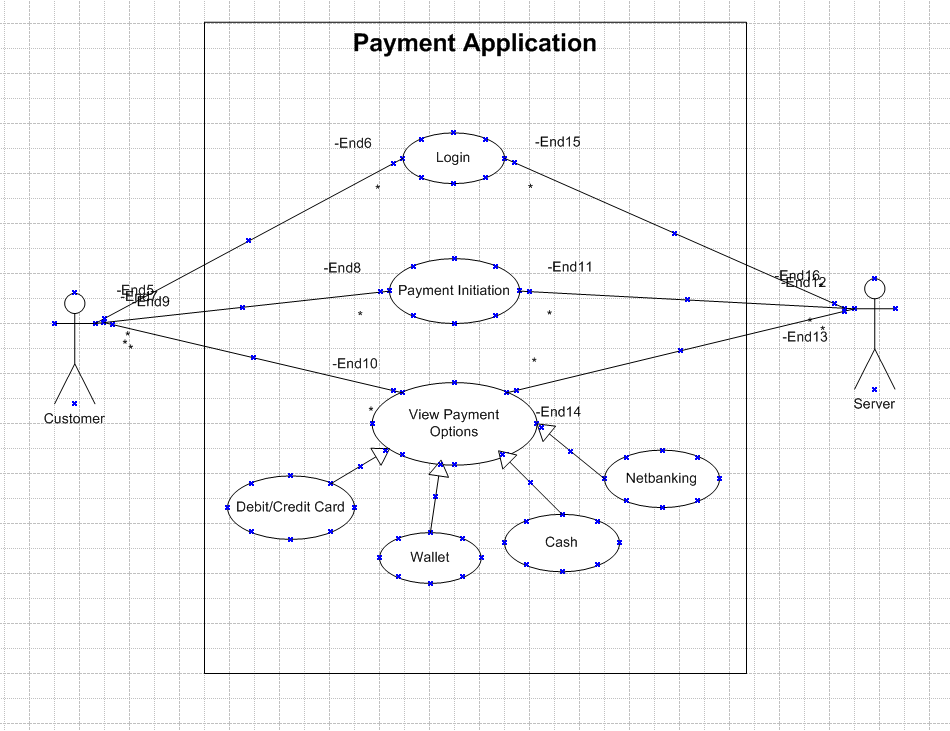 Payment Application
-End6
-End15
Login
*
*
-End8
-End11
Payment Initiation
-End5
-End9
-End16
-End12
*
*
*
*
*
*
*
*
-End13
Customer
Server
-End10
*
*
View Payment
Options
-End14
Debit/Credit Card
Netbanking
Wallet
Cash